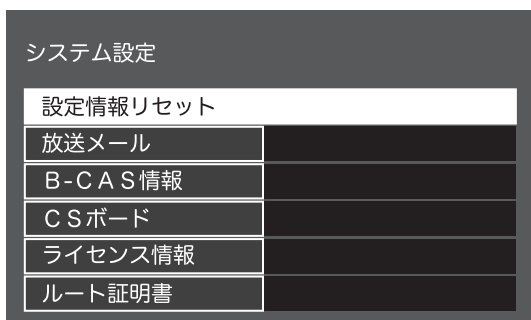 システム設定
設定情報リセット
放送メール
Ｂ-ＣＡＳ情報
ＣＳボード
ライセンス情報
ルート証明書